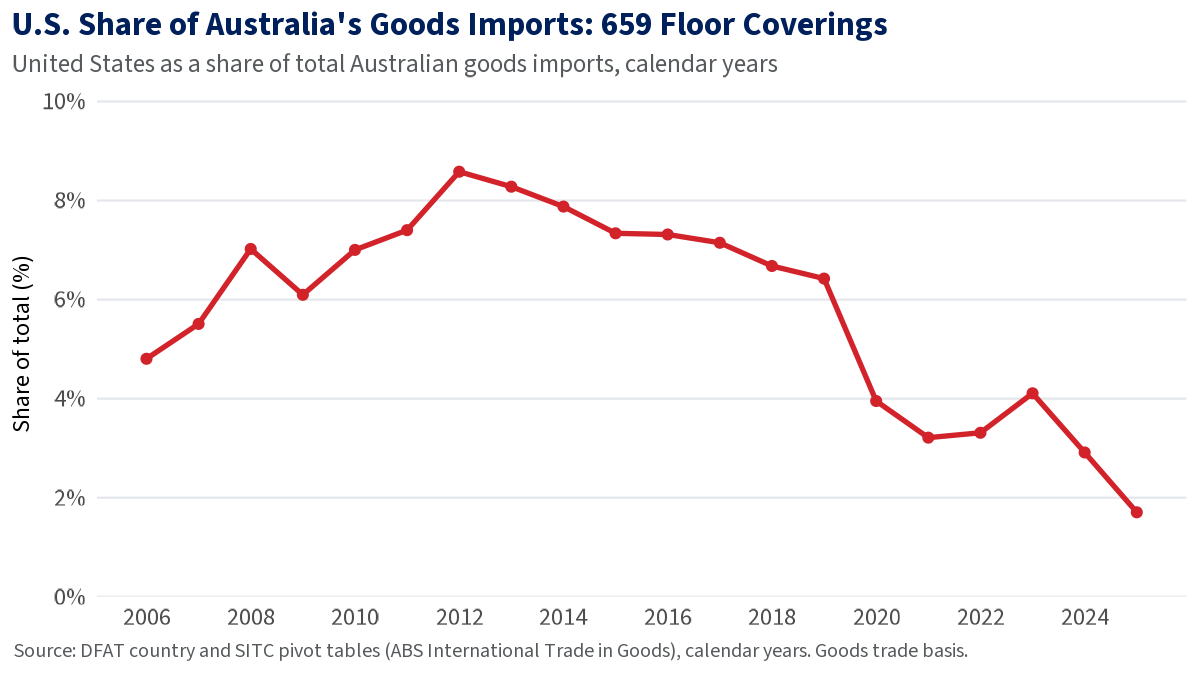 U.S. Share of Australia's Goods Imports: 659 Floor Coverings
United States as a share of total Australian goods imports, calendar years
Share of total (%)
10%
8%
6%
4%
2%
0%
2006 2008 2010 2012 2014 2016 2018 2020 2022 2024
Source: DFAT country and SITC pivot tables (ABS International Trade in Goods), calendar years. Goods trade basis.